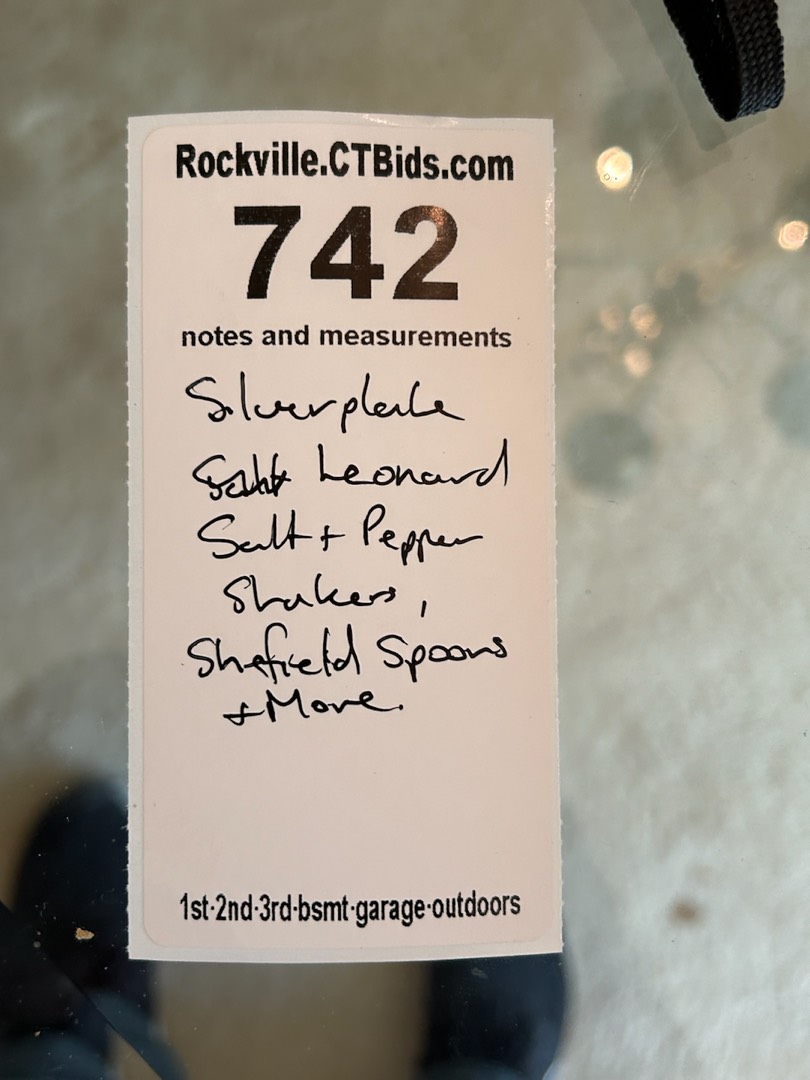 Rockville.CTBids.com
742
notes and measurements
Silverplate
Leonard
Salt + Pepper
Shakers,
Shefield Spoons
+ More.
1st·2nd·3rd·bsmt·garage·outdoors